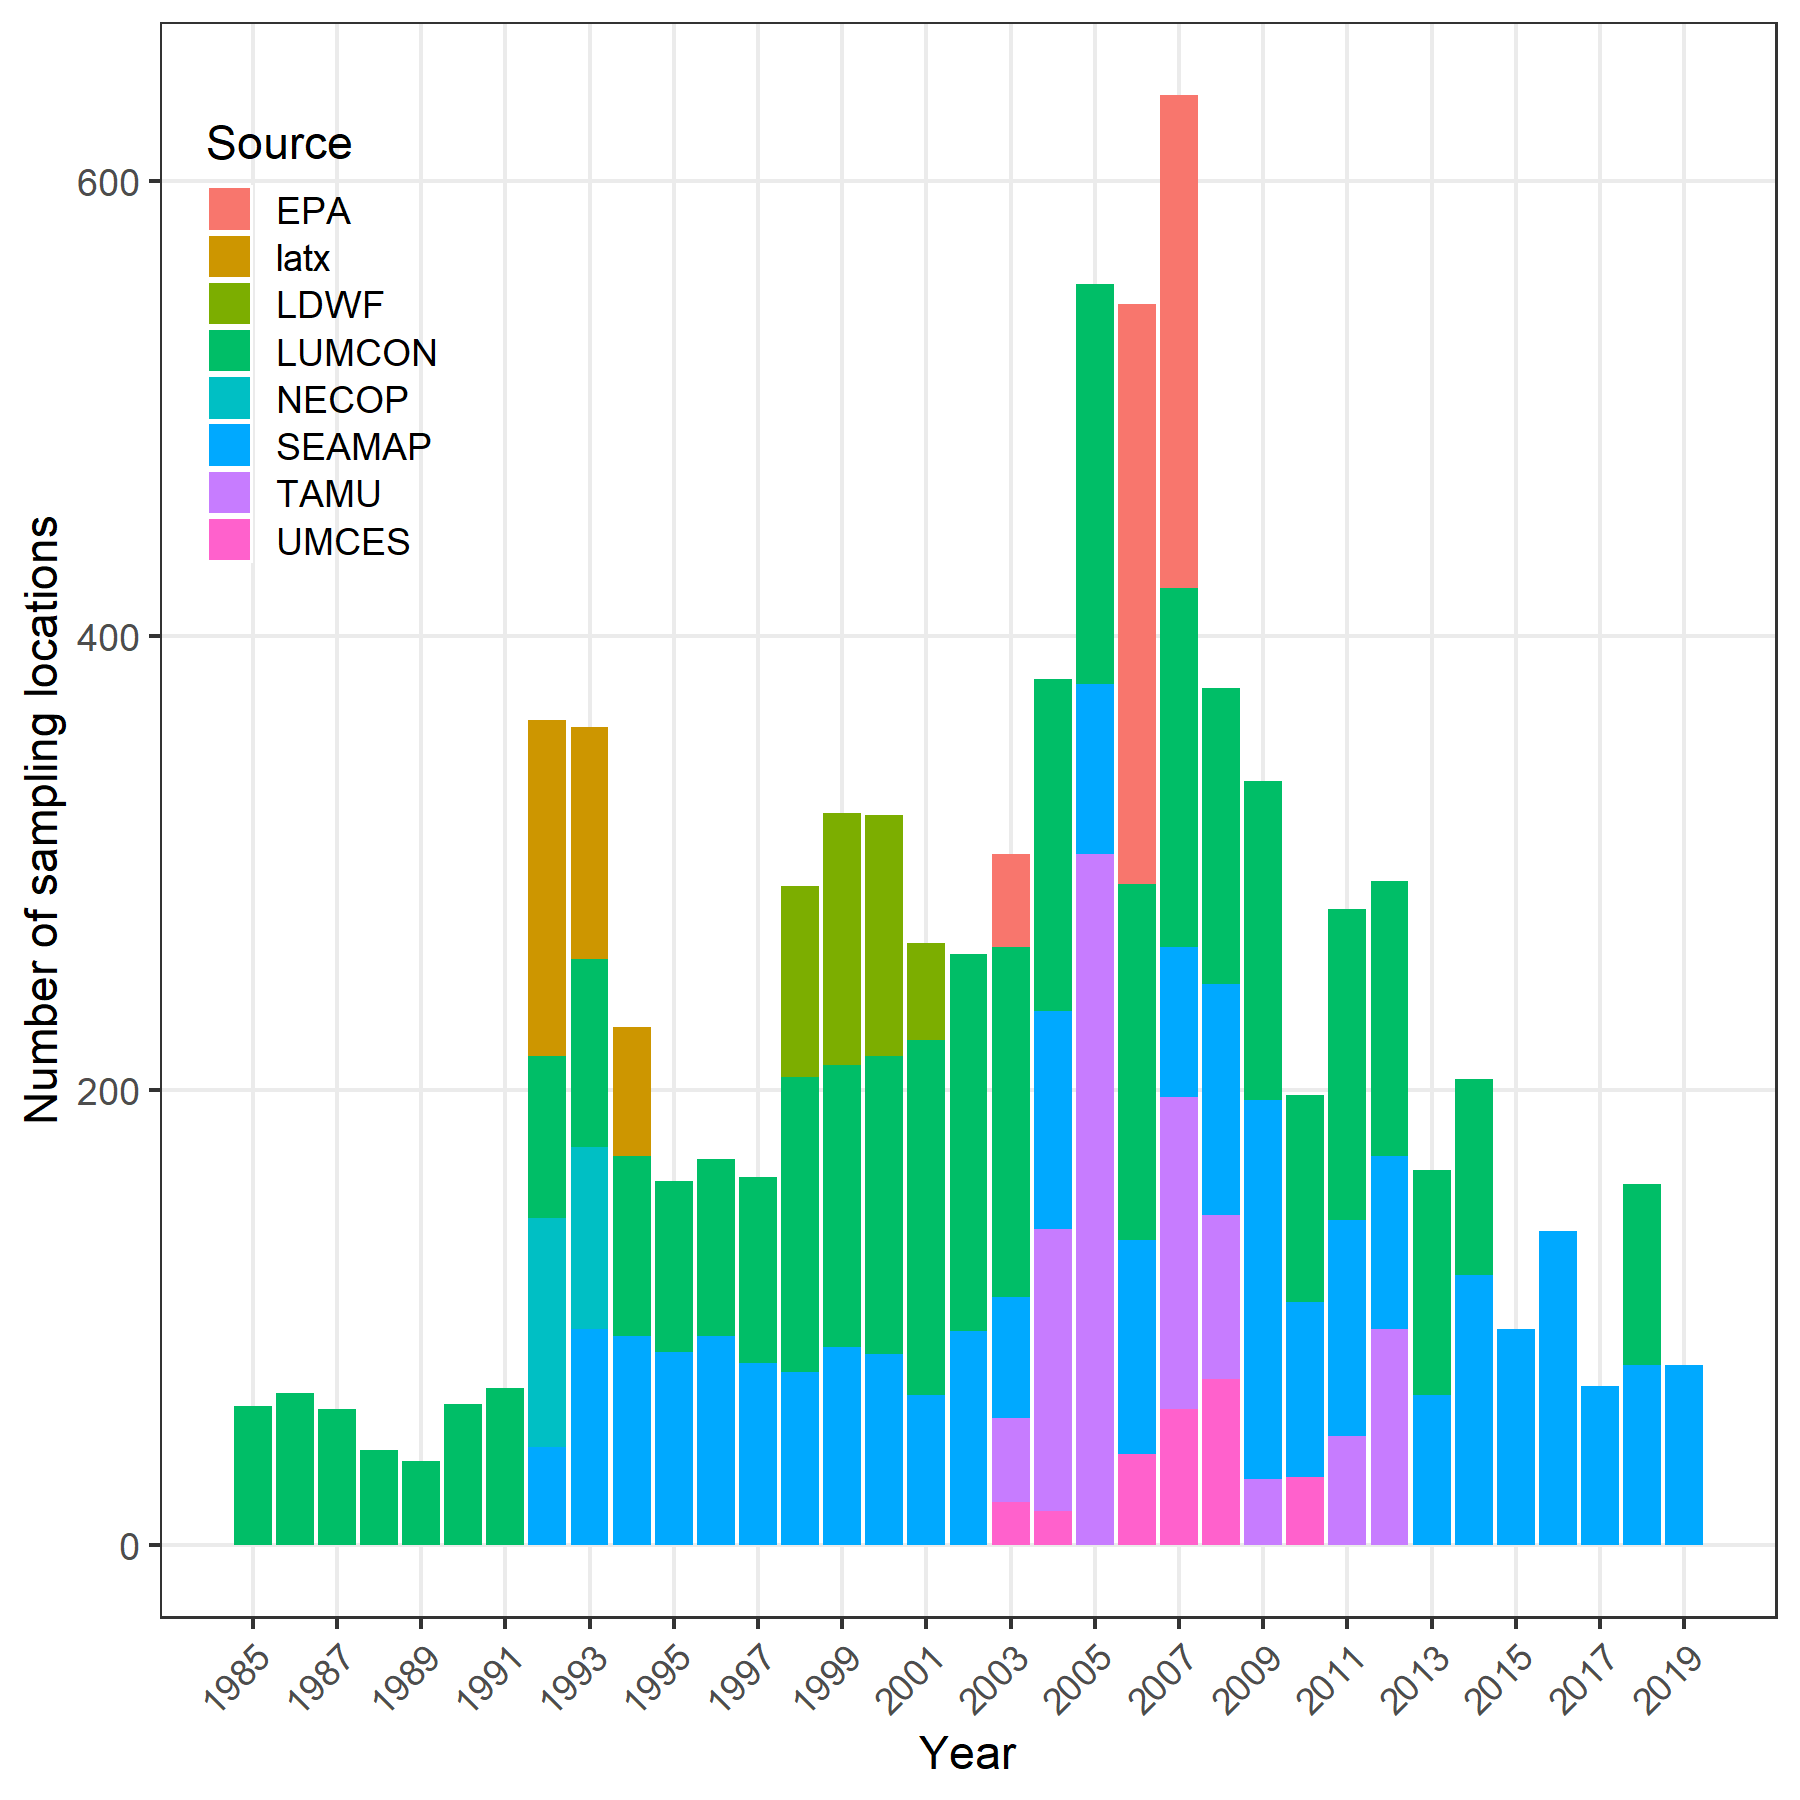 Source
EPA
latx
LDWF
LUMCON
NECOP
SEAMAP
TAMU
UMCES
Number of sampling locations
600
400
200
0
1985
1987
1989
1991
1993
1995
1997
1999
2001
2003
2005
2007
2009
2011
2013
2015
2017
2019
Year